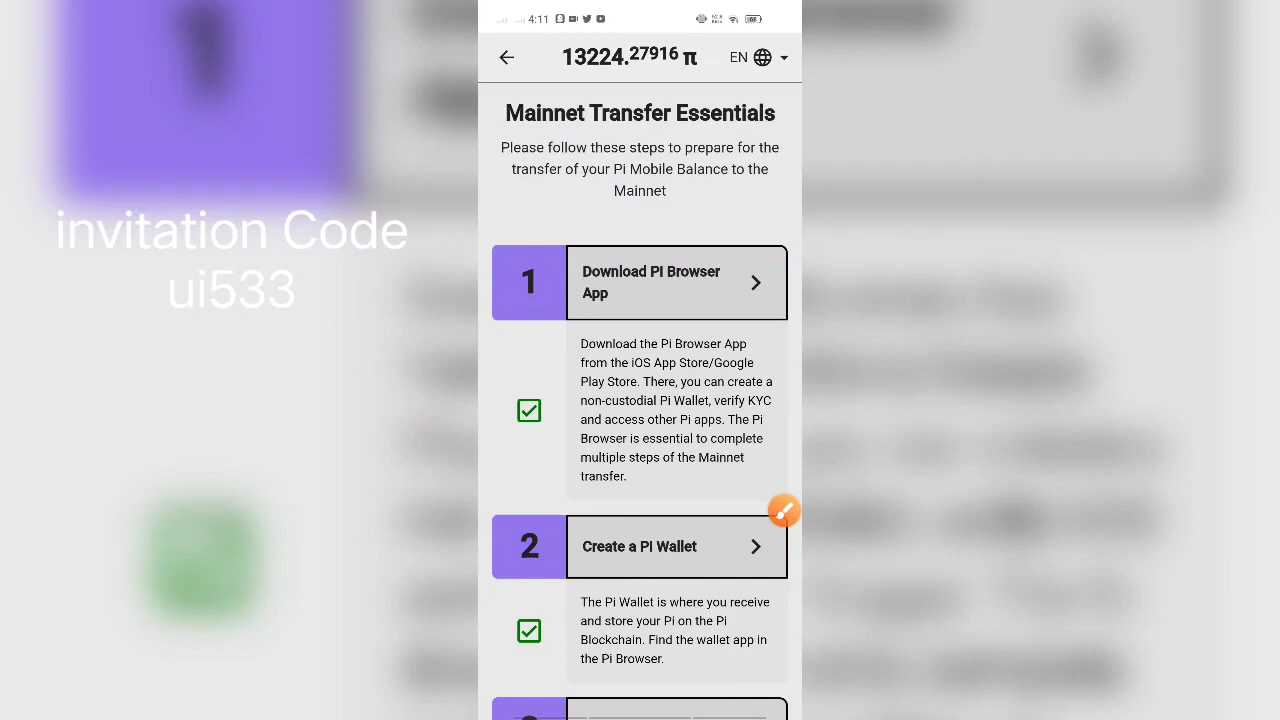 4:11
13224.27916 π
EN
Mainnet Transfer Essentials
Please follow these steps to prepare for the
transfer of your Pi Mobile Balance to the
Mainnet
invitation Code
ui533
1
Download PI Browser
App
Download the Pi Browser App
from the iOS App Store/Google
Play Store. There, you can create a
non-custodial Pi Wallet, verify KYC
and access other Pi apps. The Pi
Browser is essential to complete
multiple steps of the Mainnet
transfer.
2
Create a PI Wallet
The Pi Wallet is where you receive
and store your Pi on the Pi
Blockchain. Find the wallet app in
the Pi Browser.